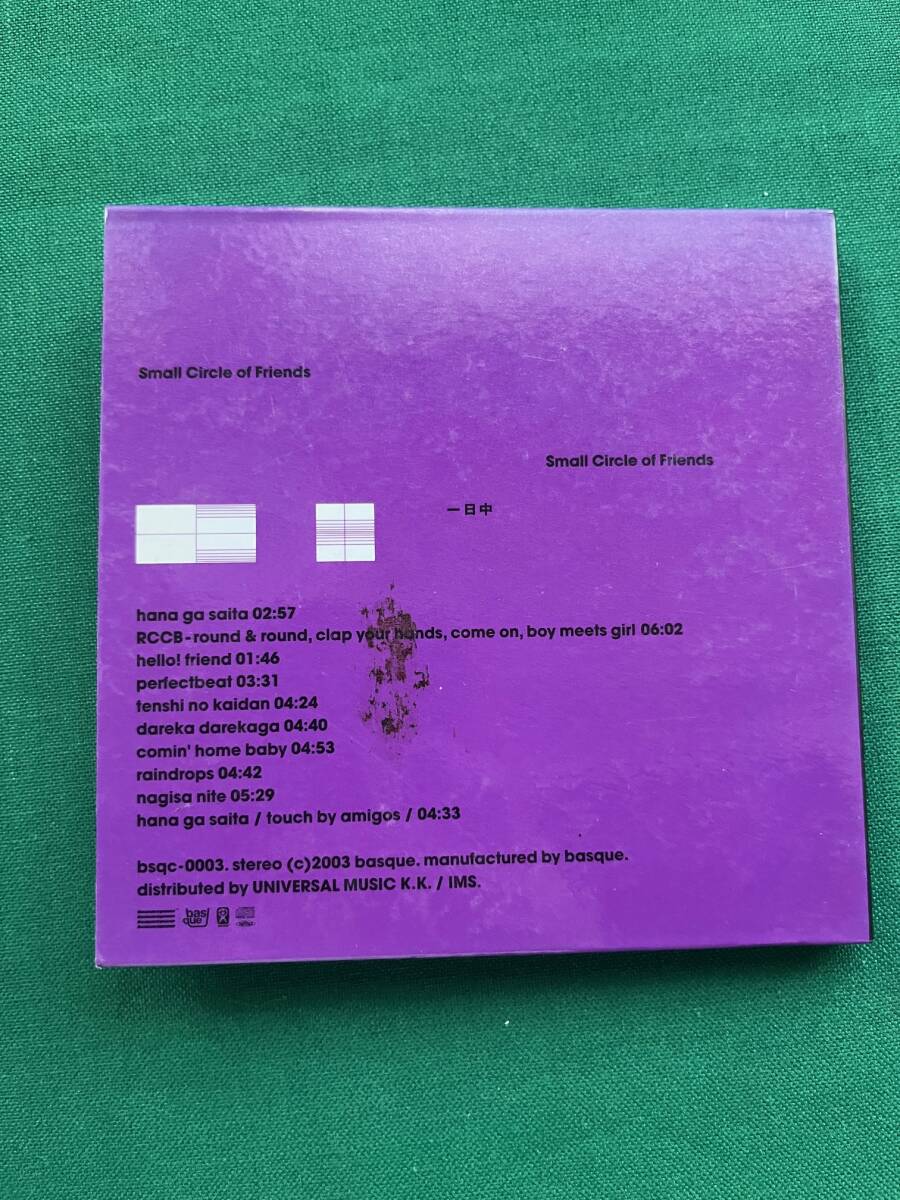 Small Circle of Friends
Small Circle of Friends
一日中
hana ga saita 02:57
RCCB-round & round, clap your hands, come on, boy meets girl 06:02
hello! friend 01:46
perfectbeat 03:31
tenshi no kaidan 04:24
dareka darekaga 04:40
comin' home baby 04:53
raindrops 04:42
nagisa nite 05:29
hana ga saita / touch by amigos / 04:33
bsqc-0003. stereo (c)2003 basque. manufactured by basque.
distributed by UNIVERSAL MUSIC K.K. / IMS.
basque